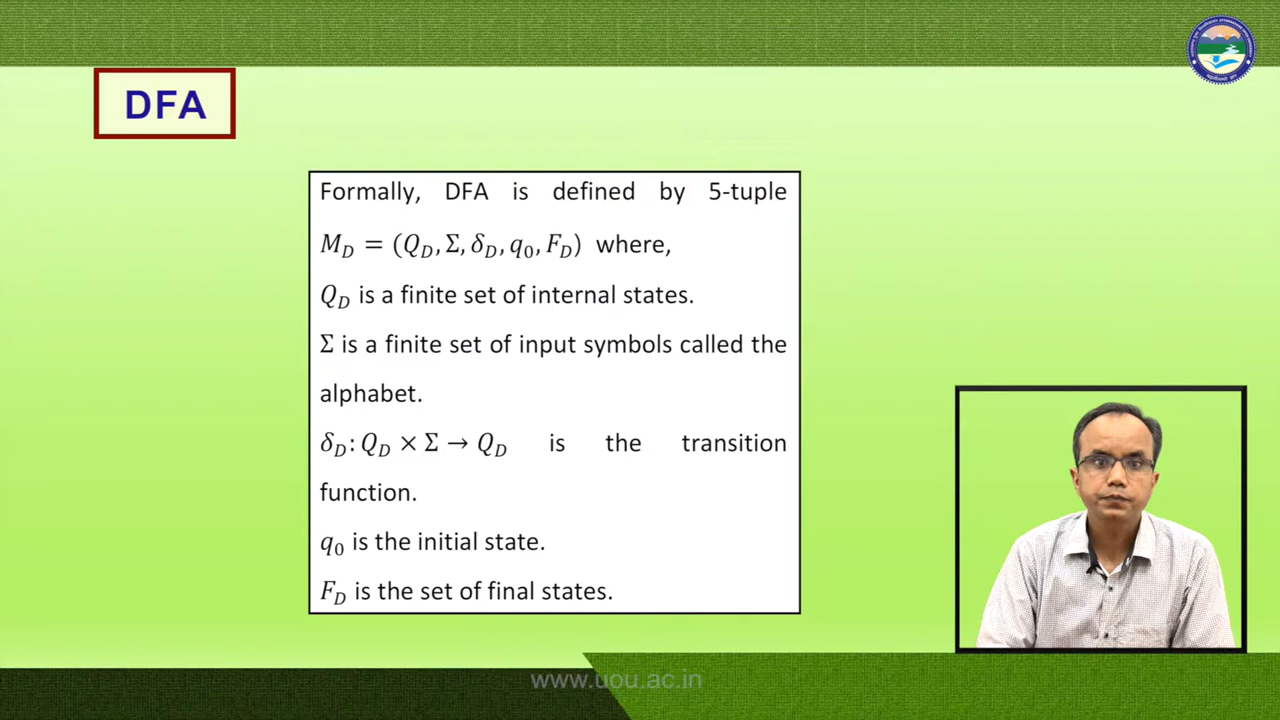 DFA
Formally, DFA is defined by 5-tuple
M_D = (Q_D, Σ, δ_D, q_0, F_D) where,
Q_D is a finite set of internal states.
Σ is a finite set of input symbols called the
alphabet.
δ_D: Q_D × Σ → Q_D is the transition
function.
q_0 is the initial state.
F_D is the set of final states.
www.uou.ac.in